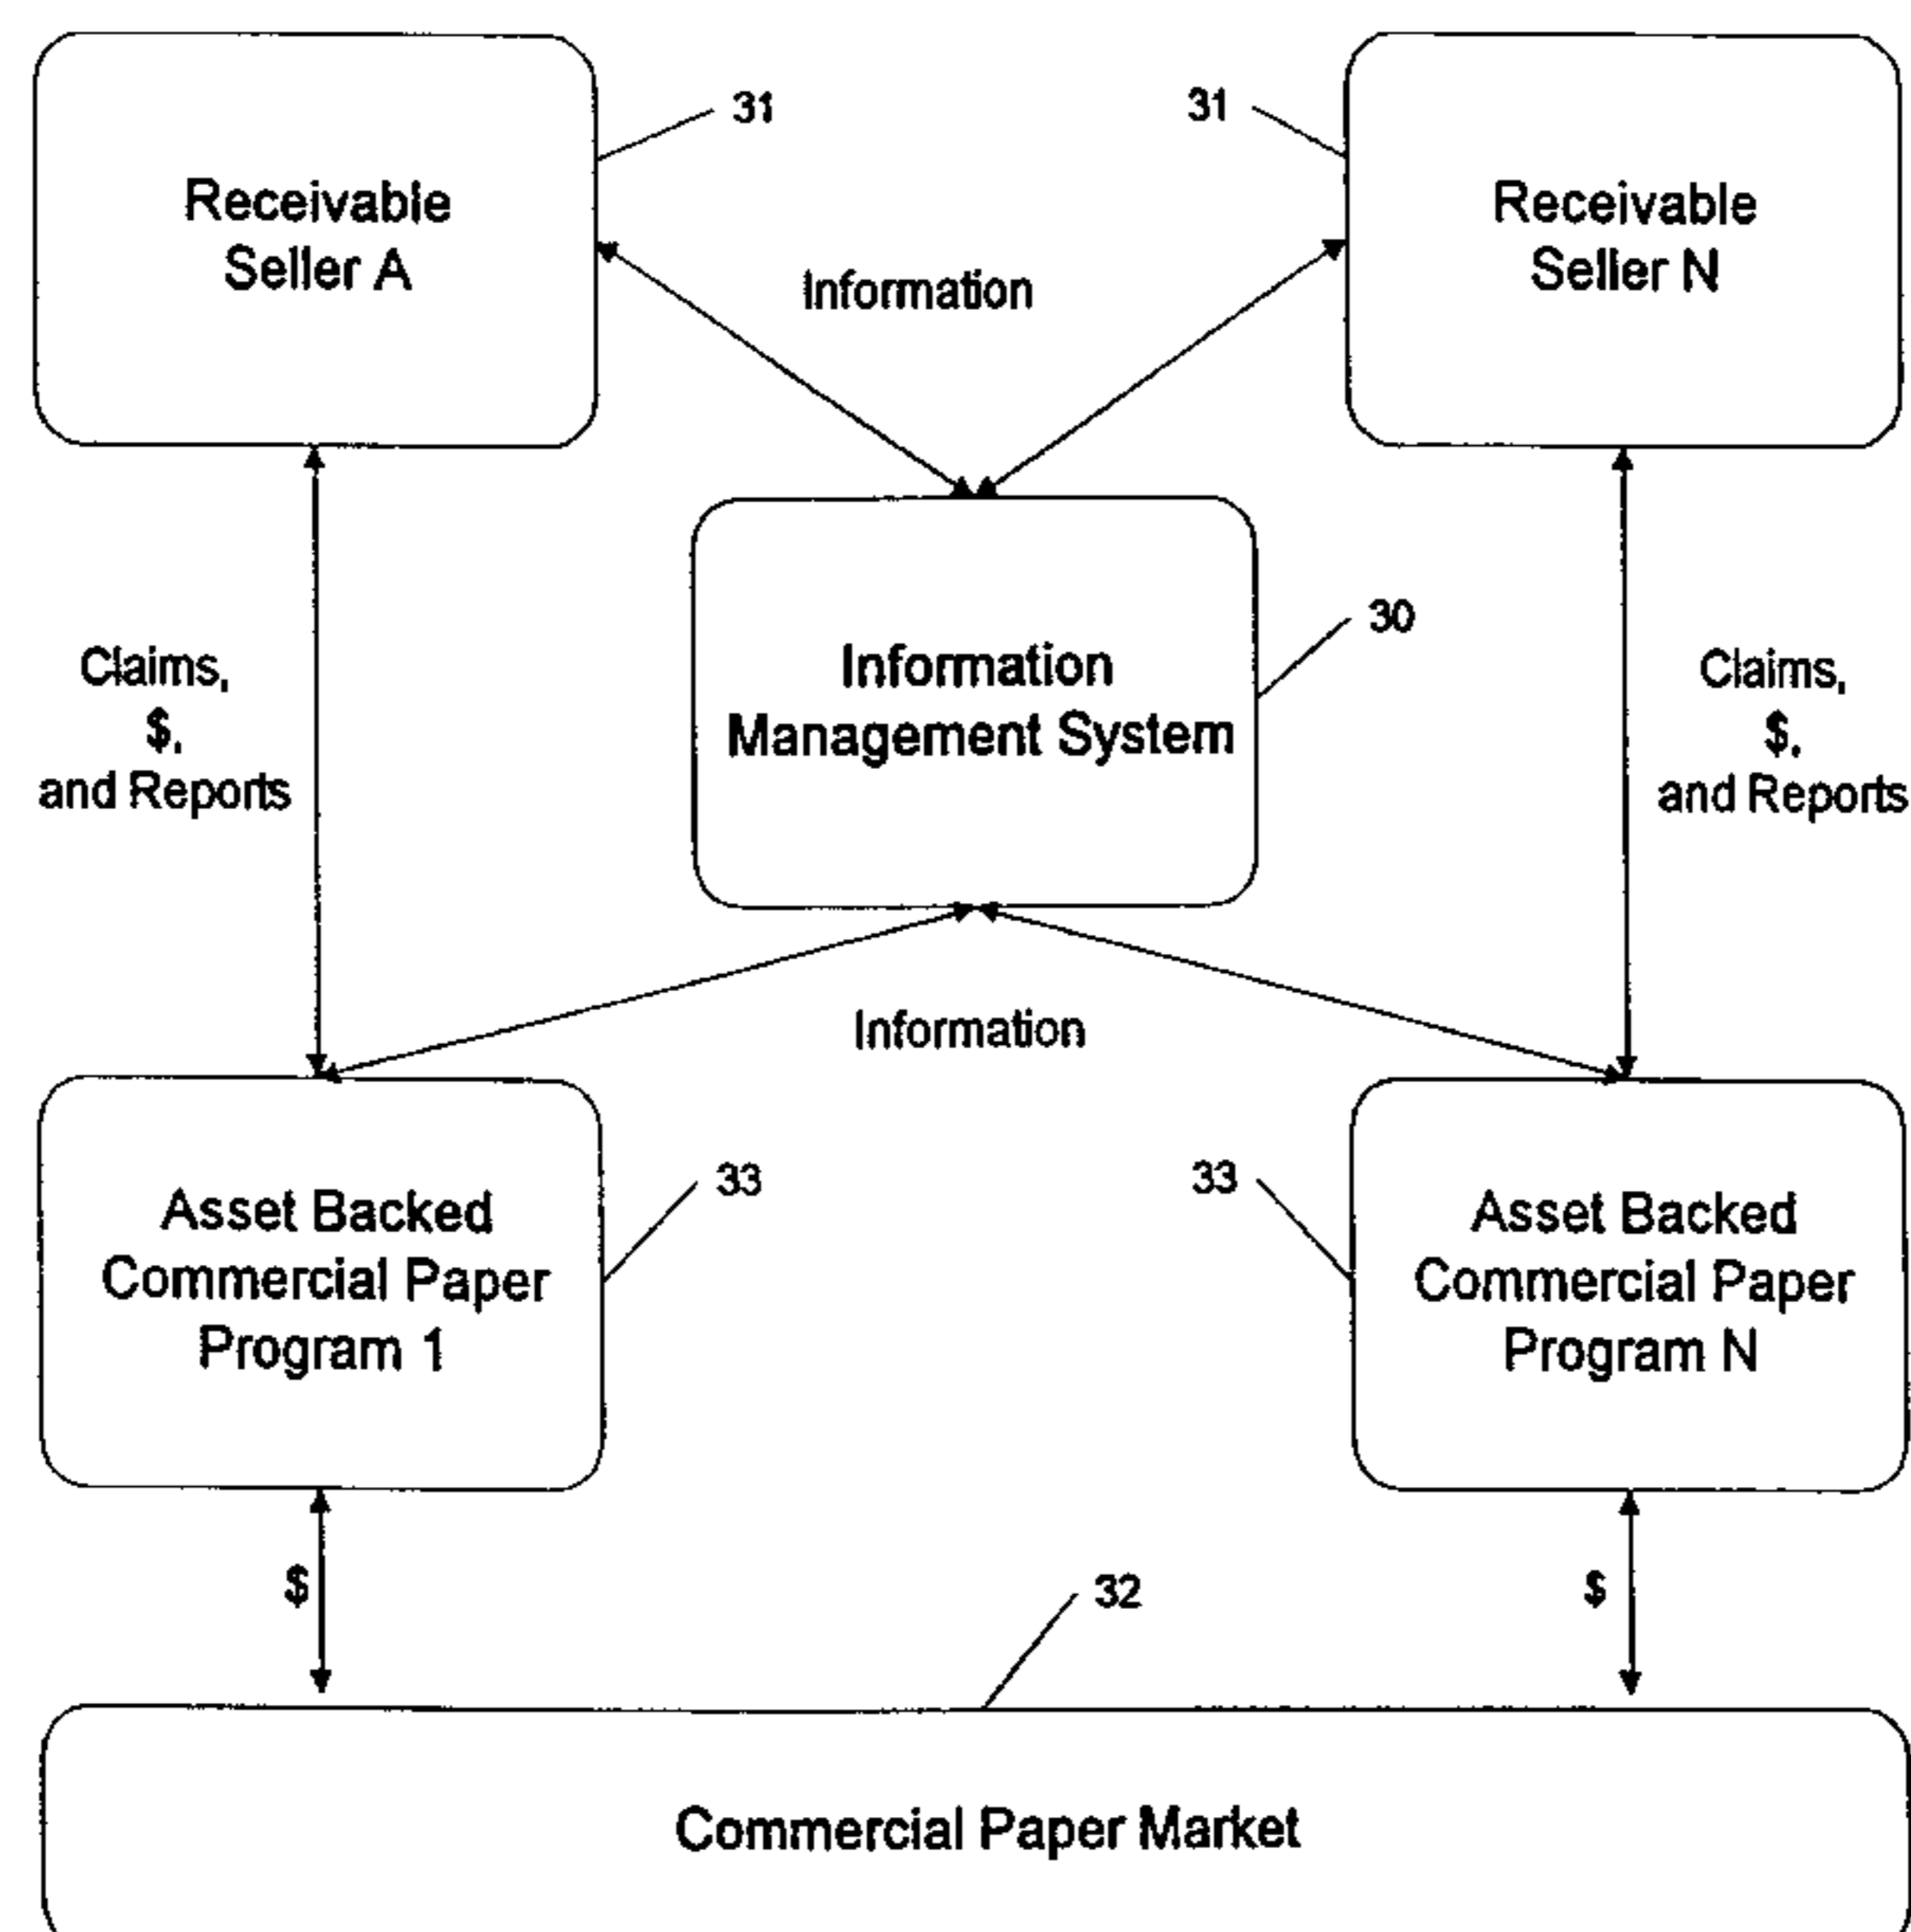 Receivable
Seller A
31
31
Receivable
Seller N
Information
Claims,
$,
and Reports
Information
Management System
30
Claims,
$,
and Reports
Information
Asset Backed
Commercial Paper
Program 1
33
33
Asset Backed
Commercial Paper
Program N
$
32
$
Commercial Paper Market